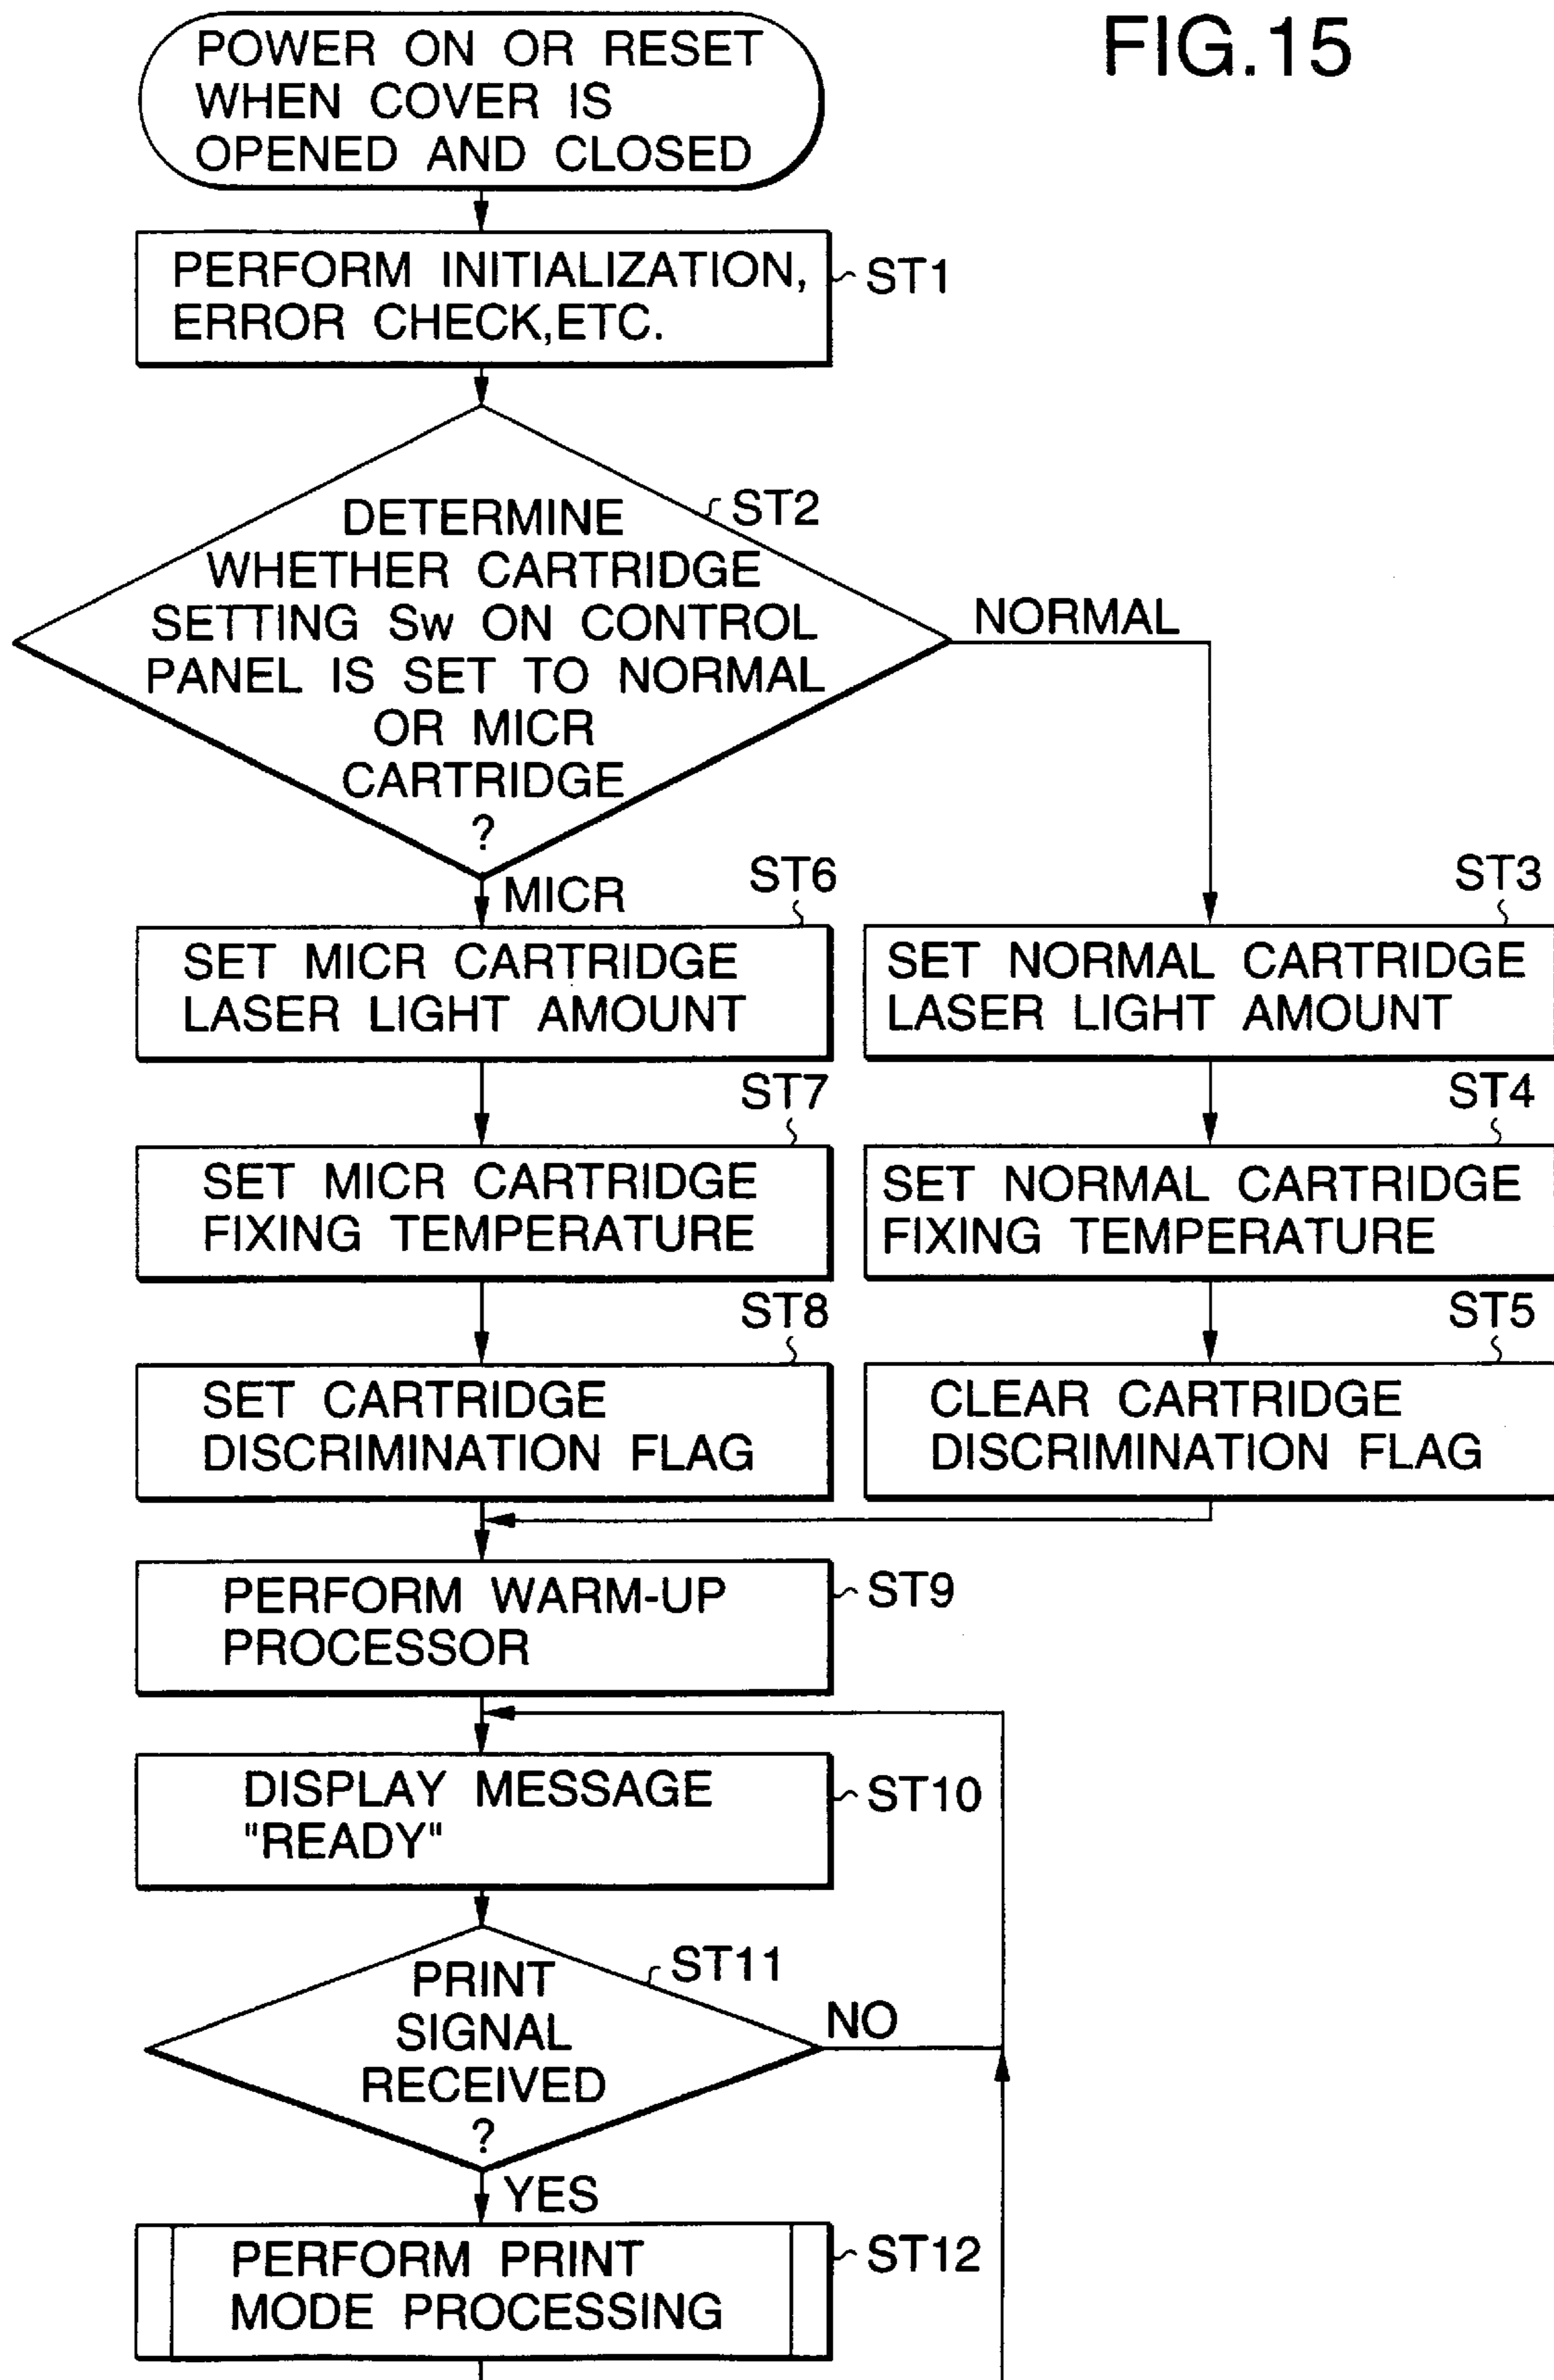 FIG.15
POWER ON OR RESET
WHEN COVER IS
OPENED AND CLOSED
PERFORM INITIALIZATION,
ERROR CHECK,ETC.
ST1
ST2
DETERMINE
WHETHER CARTRIDGE
SETTING Sw ON CONTROL
PANEL IS SET TO NORMAL
OR MICR
CARTRIDGE
?
NORMAL
MICR
ST6
SET MICR CARTRIDGE
LASER LIGHT AMOUNT
ST3
SET NORMAL CARTRIDGE
LASER LIGHT AMOUNT
ST7
SET MICR CARTRIDGE
FIXING TEMPERATURE
ST4
SET NORMAL CARTRIDGE
FIXING TEMPERATURE
ST8
SET CARTRIDGE
DISCRIMINATION FLAG
ST5
CLEAR CARTRIDGE
DISCRIMINATION FLAG
PERFORM WARM-UP
PROCESSOR
ST9
DISPLAY MESSAGE
"READY"
ST10
PRINT
SIGNAL
RECEIVED
?
ST11
NO
YES
PERFORM PRINT
MODE PROCESSING
ST12